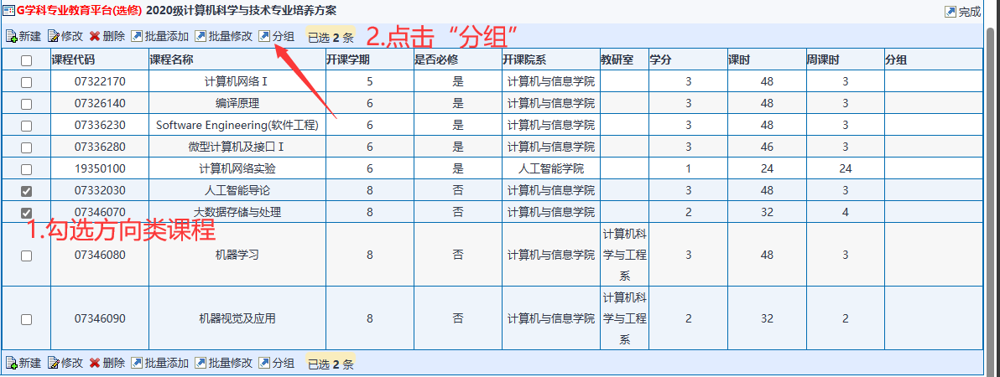 G学科专业教育平台(选修) 2020级计算机科学与技术专业培养方案 完成
新建 修改 删除 批量添加 批量修改 分组 已选 2 条 2.点击“分组”
课程代码 课程名称 开课学期 是否必修 开课院系 教研室 学分 课时 周课时 分组
07322170 计算机网络 I 5 是 计算机与信息学院 3 48 3
07326140 编译原理 6 是 计算机与信息学院 3 48 3
07336230 Software Engineering(软件工程) 6 是 计算机与信息学院 3 48 3
07336280 微型计算机及接口 I 6 是 计算机与信息学院 3 46 3
19350100 计算机网络实验 6 是 人工智能学院 1 24 24
07332030 人工智能导论 8 否 计算机与信息学院 3 48 3
07346070 大数据存储与处理 8 否 计算机与信息学院 2 32 4
1.勾选方向类课程
07346080 机器学习 8 否 计算机与信息学院 计算机科
学与工程
系 3 48 3
07346090 机器视觉及应用 8 否 计算机与信息学院 计算机科
学与工程
系 2 32 2
新建 修改 删除 批量添加 批量修改 分组 已选 2 条